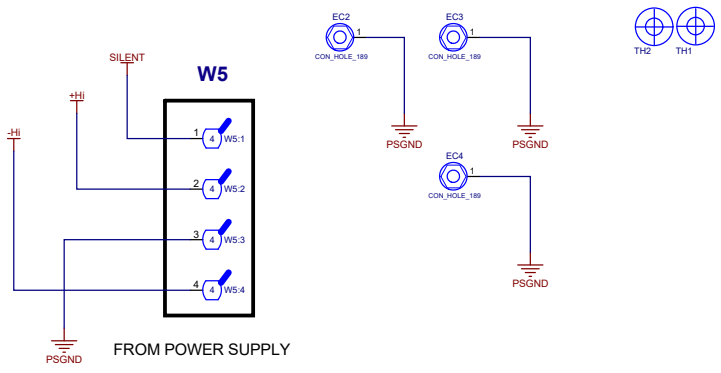 EC2
1
CON_HOLE_189
PSGND
EC3
1
CON_HOLE_189
PSGND
TH2
TH1
SILENT
W5
+Hi
-Hi
1
4
W5:1
2
4
W5:2
3
4
W5:3
4
4
W5:4
PSGND
FROM POWER SUPPLY
EC4
1
CON_HOLE_189
PSGND